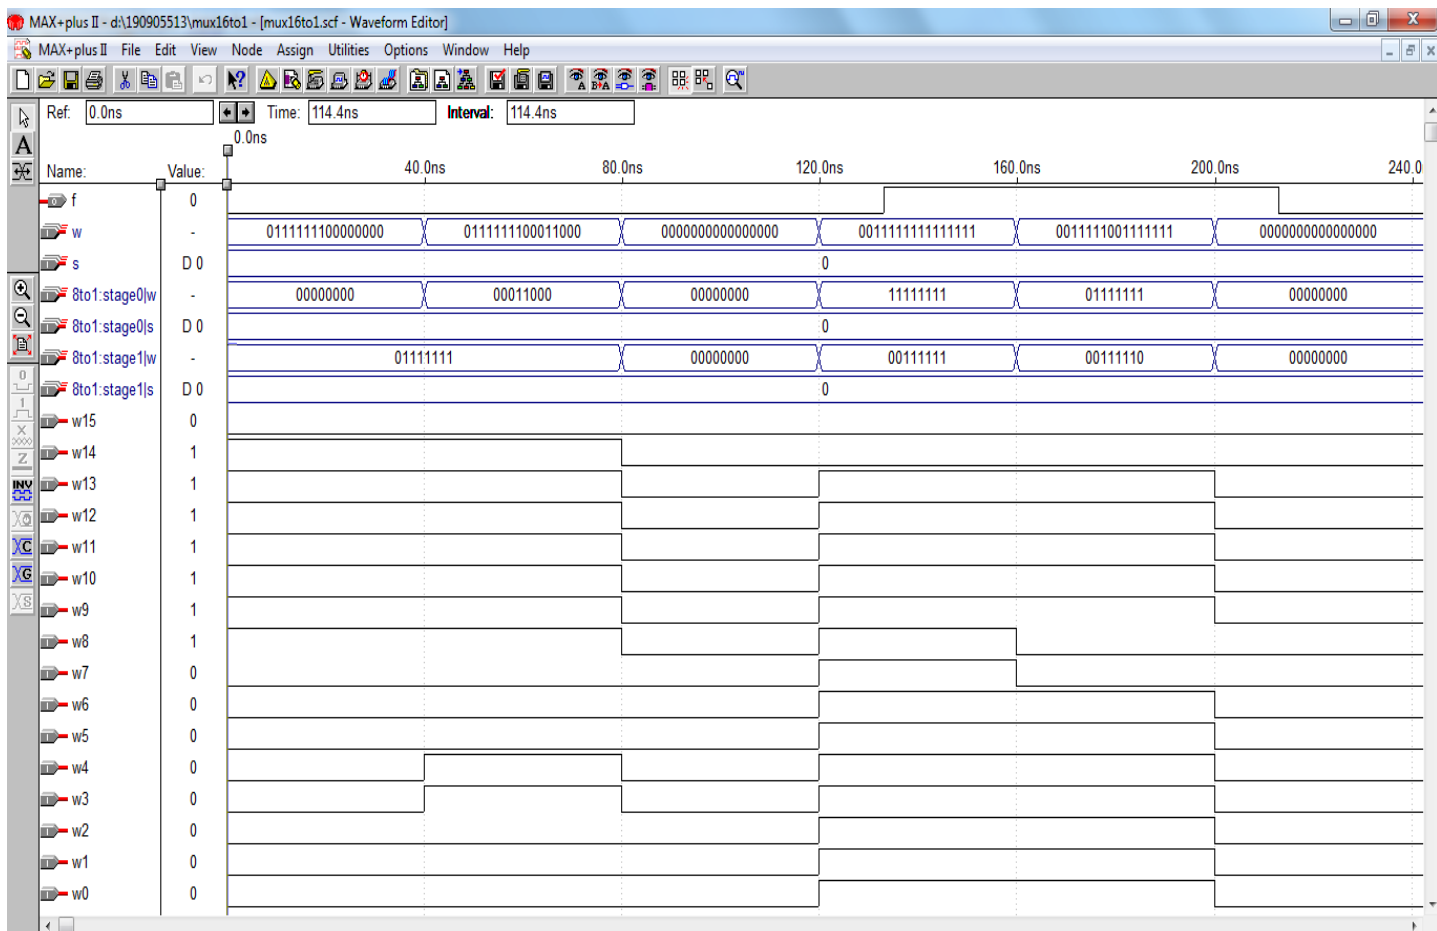 MAX+plus II - d:\190905513\mux16to1 - [mux16to1.scf - Waveform Editor]
MAX+plus II File Edit View Node Assign Utilities Options Window Help
Ref: 0.0ns Time: 114.4ns Interval: 114.4ns
0.0ns
Name: Value: 40.0ns 80.0ns 120.0ns 160.0ns 200.0ns 240.0
f 0
w - 0111111100000000 0111111100011000 0000000000000000 0011111111111111 0011111001111111 0000000000000000
s D 0 0
8to1:stage0|w - 00000000 00011000 00000000 11111111 01111111 00000000
8to1:stage0|s D 0 0
8to1:stage1|w - 01111111 00000000 00111111 00111110 00000000
8to1:stage1|s D 0 0
w15 0
w14 1
w13 1
w12 1
w11 1
w10 1
w9 1
w8 1
w7 0
w6 0
w5 0
w4 0
w3 0
w2 0
w1 0
w0 0
A
0
1
X
Z
INV
C
G
S